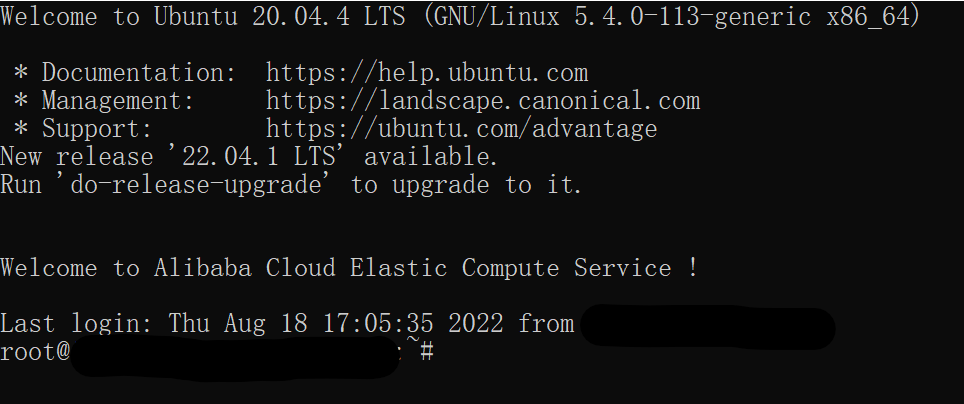 Welcome to Ubuntu 20.04.4 LTS (GNU/Linux 5.4.0-113-generic x86_64)
* Documentation:  https://help.ubuntu.com
* Management:     https://landscape.canonical.com
* Support:        https://ubuntu.com/advantage
New release '22.04.1 LTS' available.
Run 'do-release-upgrade' to upgrade to it.
Welcome to Alibaba Cloud Elastic Compute Service !
Last login: Thu Aug 18 17:05:35 2022 from
root@:~#